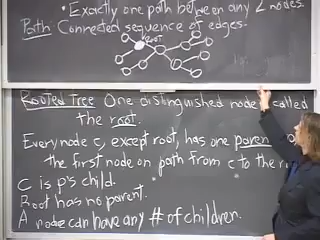 • Exactly one path between any 2 nodes.
Path: Connected sequence of edges.
ROOT
Rooted Tree One distinguished node called
the root.
Every node c, except root, has one
the first node on path from c to the
C is p's child.
Root has no parent.
A node can have any # of children.